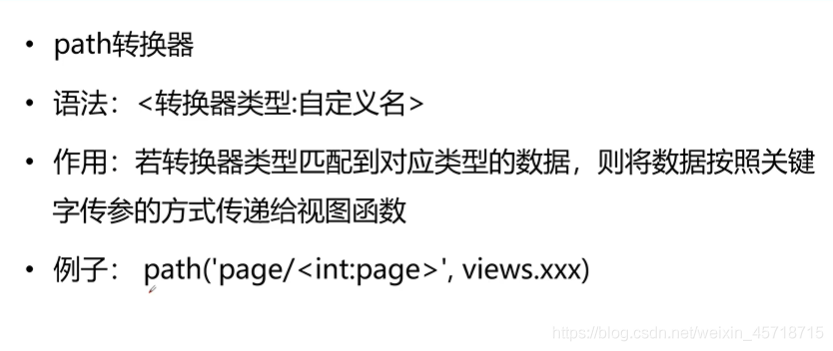 • path转换器
• 语法：<转换器类型:自定义名>
• 作用：若转换器类型匹配到对应类型的数据，则将数据按照关键
字传参的方式传递给视图函数
• 例子： path('page/<int:page>', views.xxx)
https://blog.csdn.net/weixin_45718715